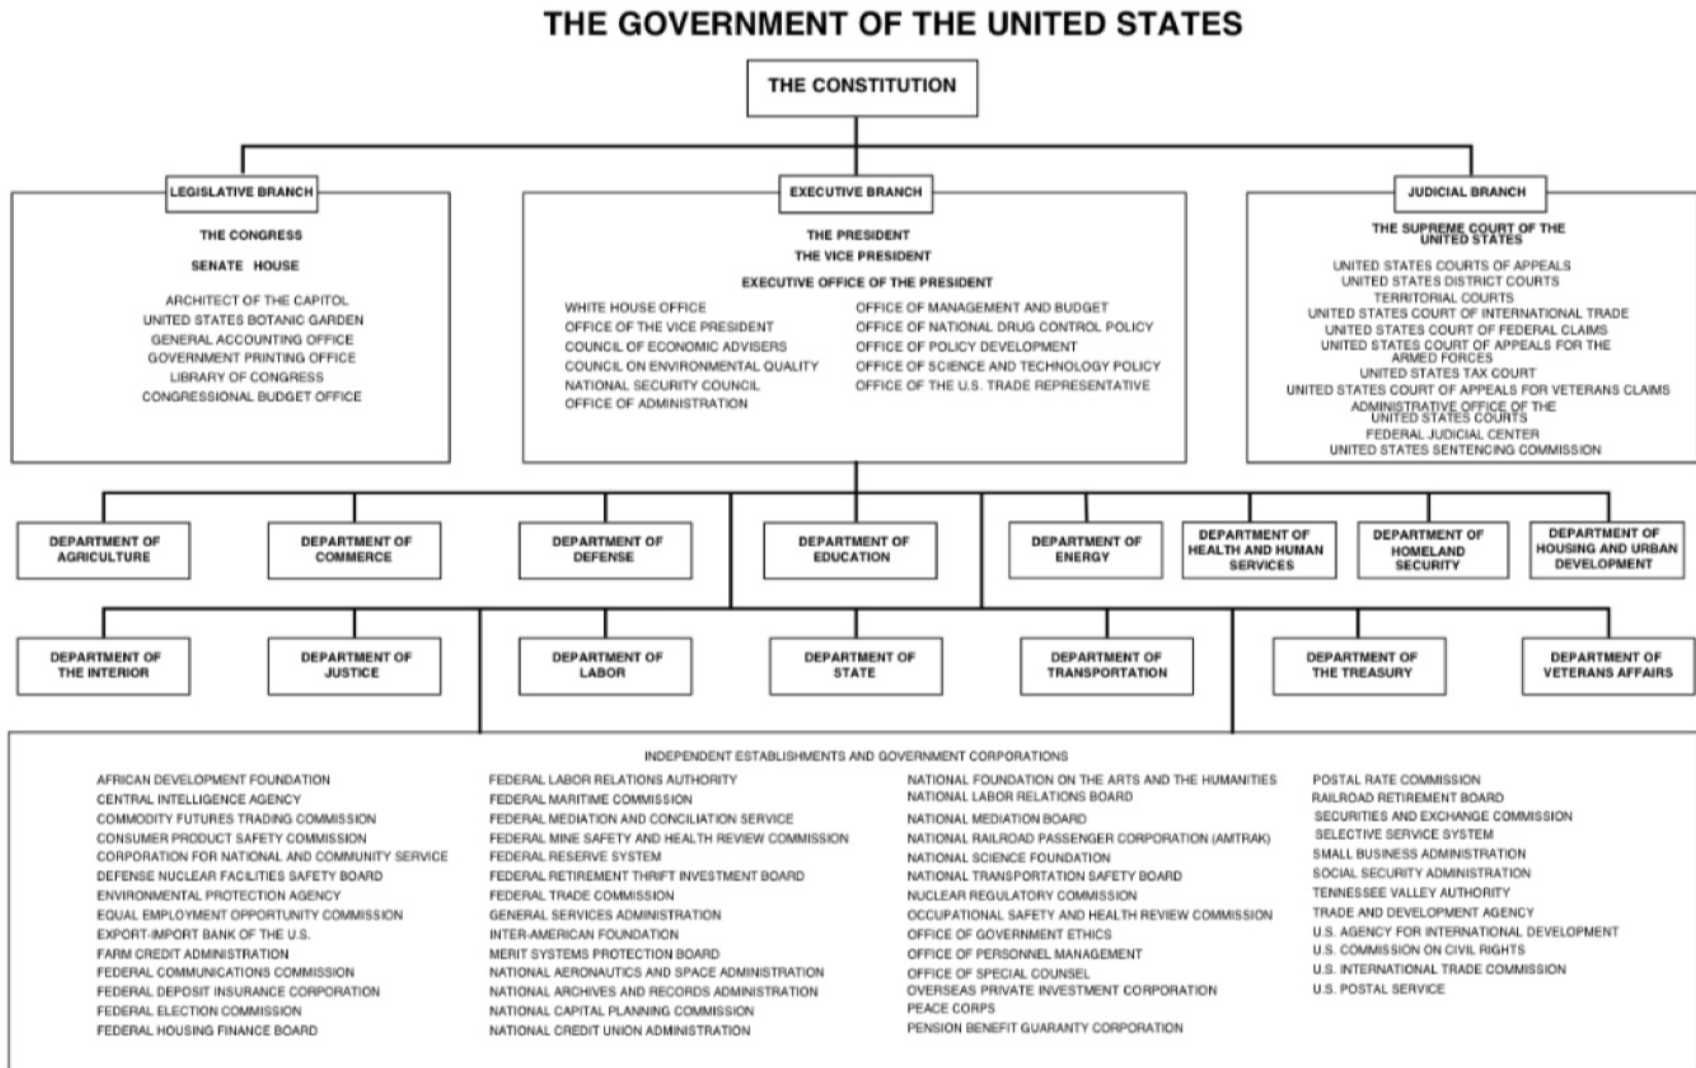 THE GOVERNMENT OF THE UNITED STATES
THE CONSTITUTION
LEGISLATIVE BRANCH
THE CONGRESS
SENATE HOUSE
ARCHITECT OF THE CAPITOL
UNITED STATES BOTANIC GARDEN
GENERAL ACCOUNTING OFFICE
GOVERNMENT PRINTING OFFICE
LIBRARY OF CONGRESS
CONGRESSIONAL BUDGET OFFICE
EXECUTIVE BRANCH
THE PRESIDENT
THE VICE PRESIDENT
EXECUTIVE OFFICE OF THE PRESIDENT
WHITE HOUSE OFFICE
OFFICE OF THE VICE PRESIDENT
COUNCIL OF ECONOMIC ADVISERS
COUNCIL ON ENVIRONMENTAL QUALITY
NATIONAL SECURITY COUNCIL
OFFICE OF ADMINISTRATION
OFFICE OF MANAGEMENT AND BUDGET
OFFICE OF NATIONAL DRUG CONTROL POLICY
OFFICE OF POLICY DEVELOPMENT
OFFICE OF SCIENCE AND TECHNOLOGY POLICY
OFFICE OF THE U.S. TRADE REPRESENTATIVE
JUDICIAL BRANCH
THE SUPREME COURT OF THE
UNITED STATES
UNITED STATES COURTS OF APPEALS
UNITED STATES DISTRICT COURTS
TERRITORIAL COURTS
UNITED STATES COURT OF INTERNATIONAL TRADE
UNITED STATES COURT OF FEDERAL CLAIMS
UNITED STATES COURT OF APPEALS FOR THE
ARMED FORCES
UNITED STATES TAX COURT
UNITED STATES COURT OF APPEALS FOR VETERANS CLAIMS
ADMINISTRATIVE OFFICE OF THE
UNITED STATES COURTS
FEDERAL JUDICIAL CENTER
UNITED STATES SENTENCING COMMISSION
DEPARTMENT OF
AGRICULTURE
DEPARTMENT OF
COMMERCE
DEPARTMENT OF
DEFENSE
DEPARTMENT OF
EDUCATION
DEPARTMENT OF
ENERGY
DEPARTMENT OF
HEALTH AND HUMAN
SERVICES
DEPARTMENT OF
HOMELAND
SECURITY
DEPARTMENT OF
HOUSING AND URBAN
DEVELOPMENT
DEPARTMENT OF
THE INTERIOR
DEPARTMENT OF
JUSTICE
DEPARTMENT OF
LABOR
DEPARTMENT OF
STATE
DEPARTMENT OF
TRANSPORTATION
DEPARTMENT OF
THE TREASURY
DEPARTMENT OF
VETERANS AFFAIRS
INDEPENDENT ESTABLISHMENTS AND GOVERNMENT CORPORATIONS
AFRICAN DEVELOPMENT FOUNDATION
CENTRAL INTELLIGENCE AGENCY
COMMODITY FUTURES TRADING COMMISSION
CONSUMER PRODUCT SAFETY COMMISSION
CORPORATION FOR NATIONAL AND COMMUNITY SERVICE
DEFENSE NUCLEAR FACILITIES SAFETY BOARD
ENVIRONMENTAL PROTECTION AGENCY
EQUAL EMPLOYMENT OPPORTUNITY COMMISSION
EXPORT-IMPORT BANK OF THE U.S.
FARM CREDIT ADMINISTRATION
FEDERAL COMMUNICATIONS COMMISSION
FEDERAL DEPOSIT INSURANCE CORPORATION
FEDERAL ELECTION COMMISSION
FEDERAL HOUSING FINANCE BOARD
FEDERAL LABOR RELATIONS AUTHORITY
FEDERAL MARITIME COMMISSION
FEDERAL MEDIATION AND CONCILIATION SERVICE
FEDERAL MINE SAFETY AND HEALTH REVIEW COMMISSION
FEDERAL RESERVE SYSTEM
FEDERAL RETIREMENT THRIFT INVESTMENT BOARD
FEDERAL TRADE COMMISSION
GENERAL SERVICES ADMINISTRATION
INTER-AMERICAN FOUNDATION
MERIT SYSTEMS PROTECTION BOARD
NATIONAL AERONAUTICS AND SPACE ADMINISTRATION
NATIONAL ARCHIVES AND RECORDS ADMINISTRATION
NATIONAL CAPITAL PLANNING COMMISSION
NATIONAL CREDIT UNION ADMINISTRATION
NATIONAL FOUNDATION ON THE ARTS AND THE HUMANITIES
NATIONAL LABOR RELATIONS BOARD
NATIONAL MEDIATION BOARD
NATIONAL RAILROAD PASSENGER CORPORATION (AMTRAK)
NATIONAL SCIENCE FOUNDATION
NATIONAL TRANSPORTATION SAFETY BOARD
NUCLEAR REGULATORY COMMISSION
OCCUPATIONAL SAFETY AND HEALTH REVIEW COMMISSION
OFFICE OF GOVERNMENT ETHICS
OFFICE OF PERSONNEL MANAGEMENT
OFFICE OF SPECIAL COUNSEL
OVERSEAS PRIVATE INVESTMENT CORPORATION
PEACE CORPS
PENSION BENEFIT GUARANTY CORPORATION
POSTAL RATE COMMISSION
RAILROAD RETIREMENT BOARD
SECURITIES AND EXCHANGE COMMISSION
SELECTIVE SERVICE SYSTEM
SMALL BUSINESS ADMINISTRATION
SOCIAL SECURITY ADMINISTRATION
TENNESSEE VALLEY AUTHORITY
TRADE AND DEVELOPMENT AGENCY
U.S. AGENCY FOR INTERNATIONAL DEVELOPMENT
U.S. COMMISSION ON CIVIL RIGHTS
U.S. INTERNATIONAL TRADE COMMISSION
U.S. POSTAL SERVICE